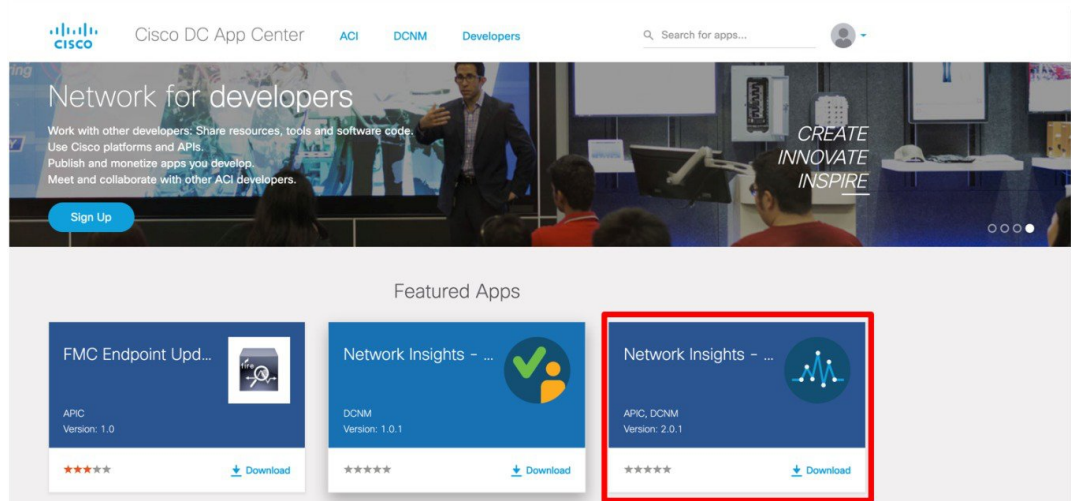 CISCO
Cisco DC App Center
ACI
DCNM
Developers
Search for apps...
Network for developers
Work with other developers: Share resources, tools and software code.
Use Cisco platforms and APIs.
Publish and monetize apps you develop.
Meet and collaborate with other ACI developers.
Sign Up
CREATE
INNOVATE
INSPIRE
Featured Apps
FMC Endpoint Upd...
fire
APIC
Version: 1.0
Download
Network Insights - ...
DCNM
Version: 1.0.1
Download
Network Insights - ...
APIC, DCNM
Version: 2.0.1
Download